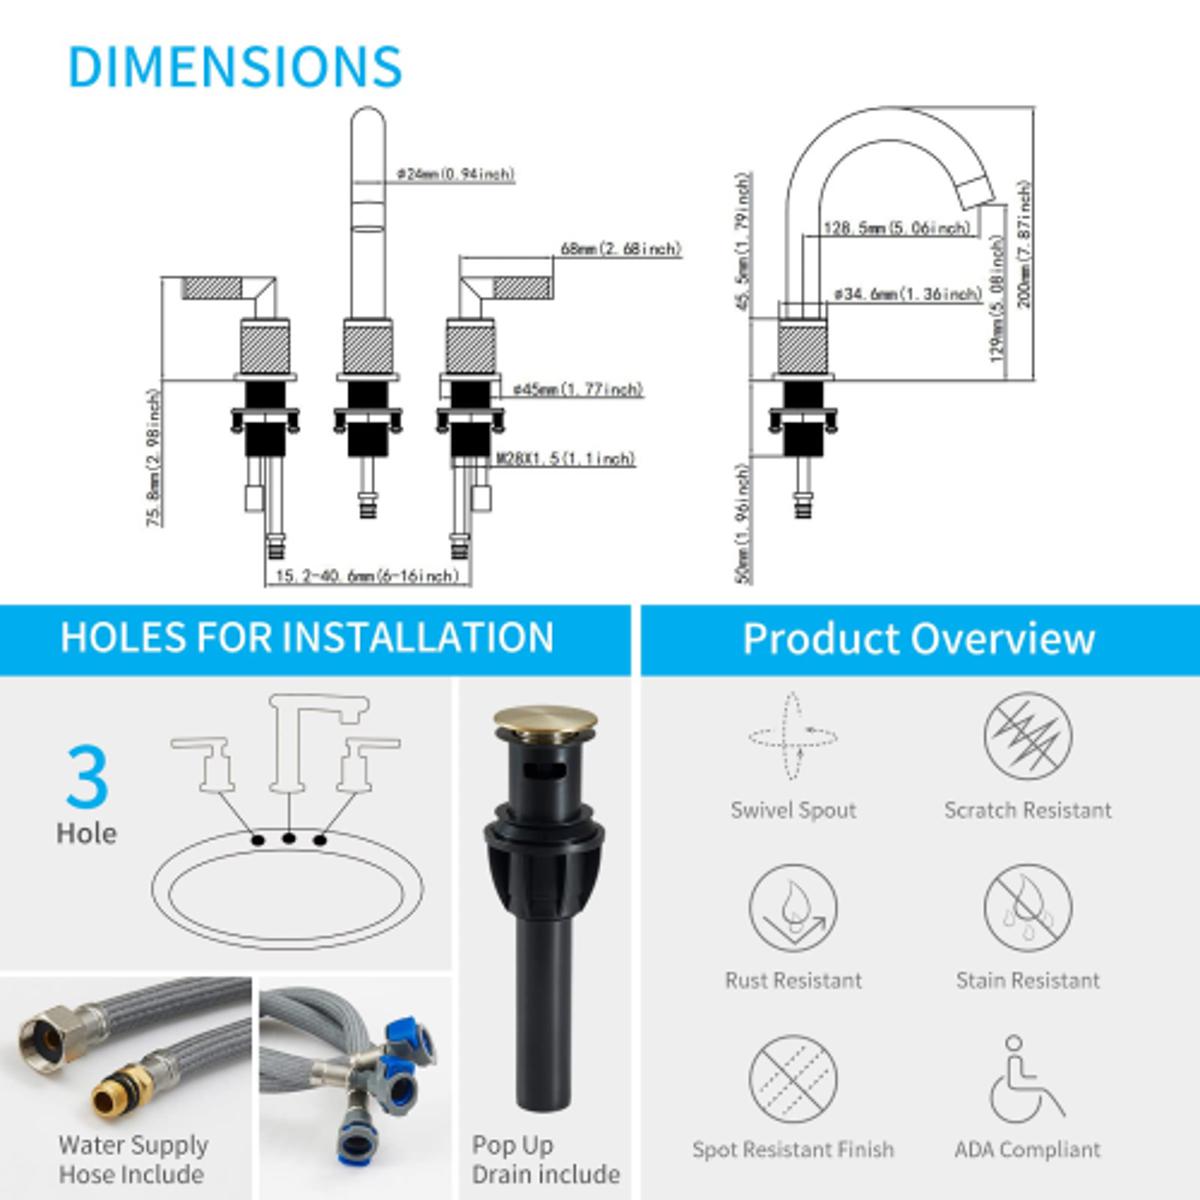 DIMENSIONS
ø24mm(0.94inch)
68mm(2.68inch)
ø45mm(1.77inch)
M28X1.5(1.1inch)
75.8mm(2.98inch)
15.2-40.6mm(6-16inch)
45.5mm(1.79inch)
128.5mm(5.06inch)
ø34.6mm(1.36inch)
129mm(5.08inch)
200mm(7.87inch)
50mm(1.96inch)
HOLES FOR INSTALLATION
3
Hole
Water Supply
Hose Include
Pop Up
Drain include
Product Overview
Swivel Spout
Scratch Resistant
Rust Resistant
Stain Resistant
Spot Resistant Finish
ADA Compliant